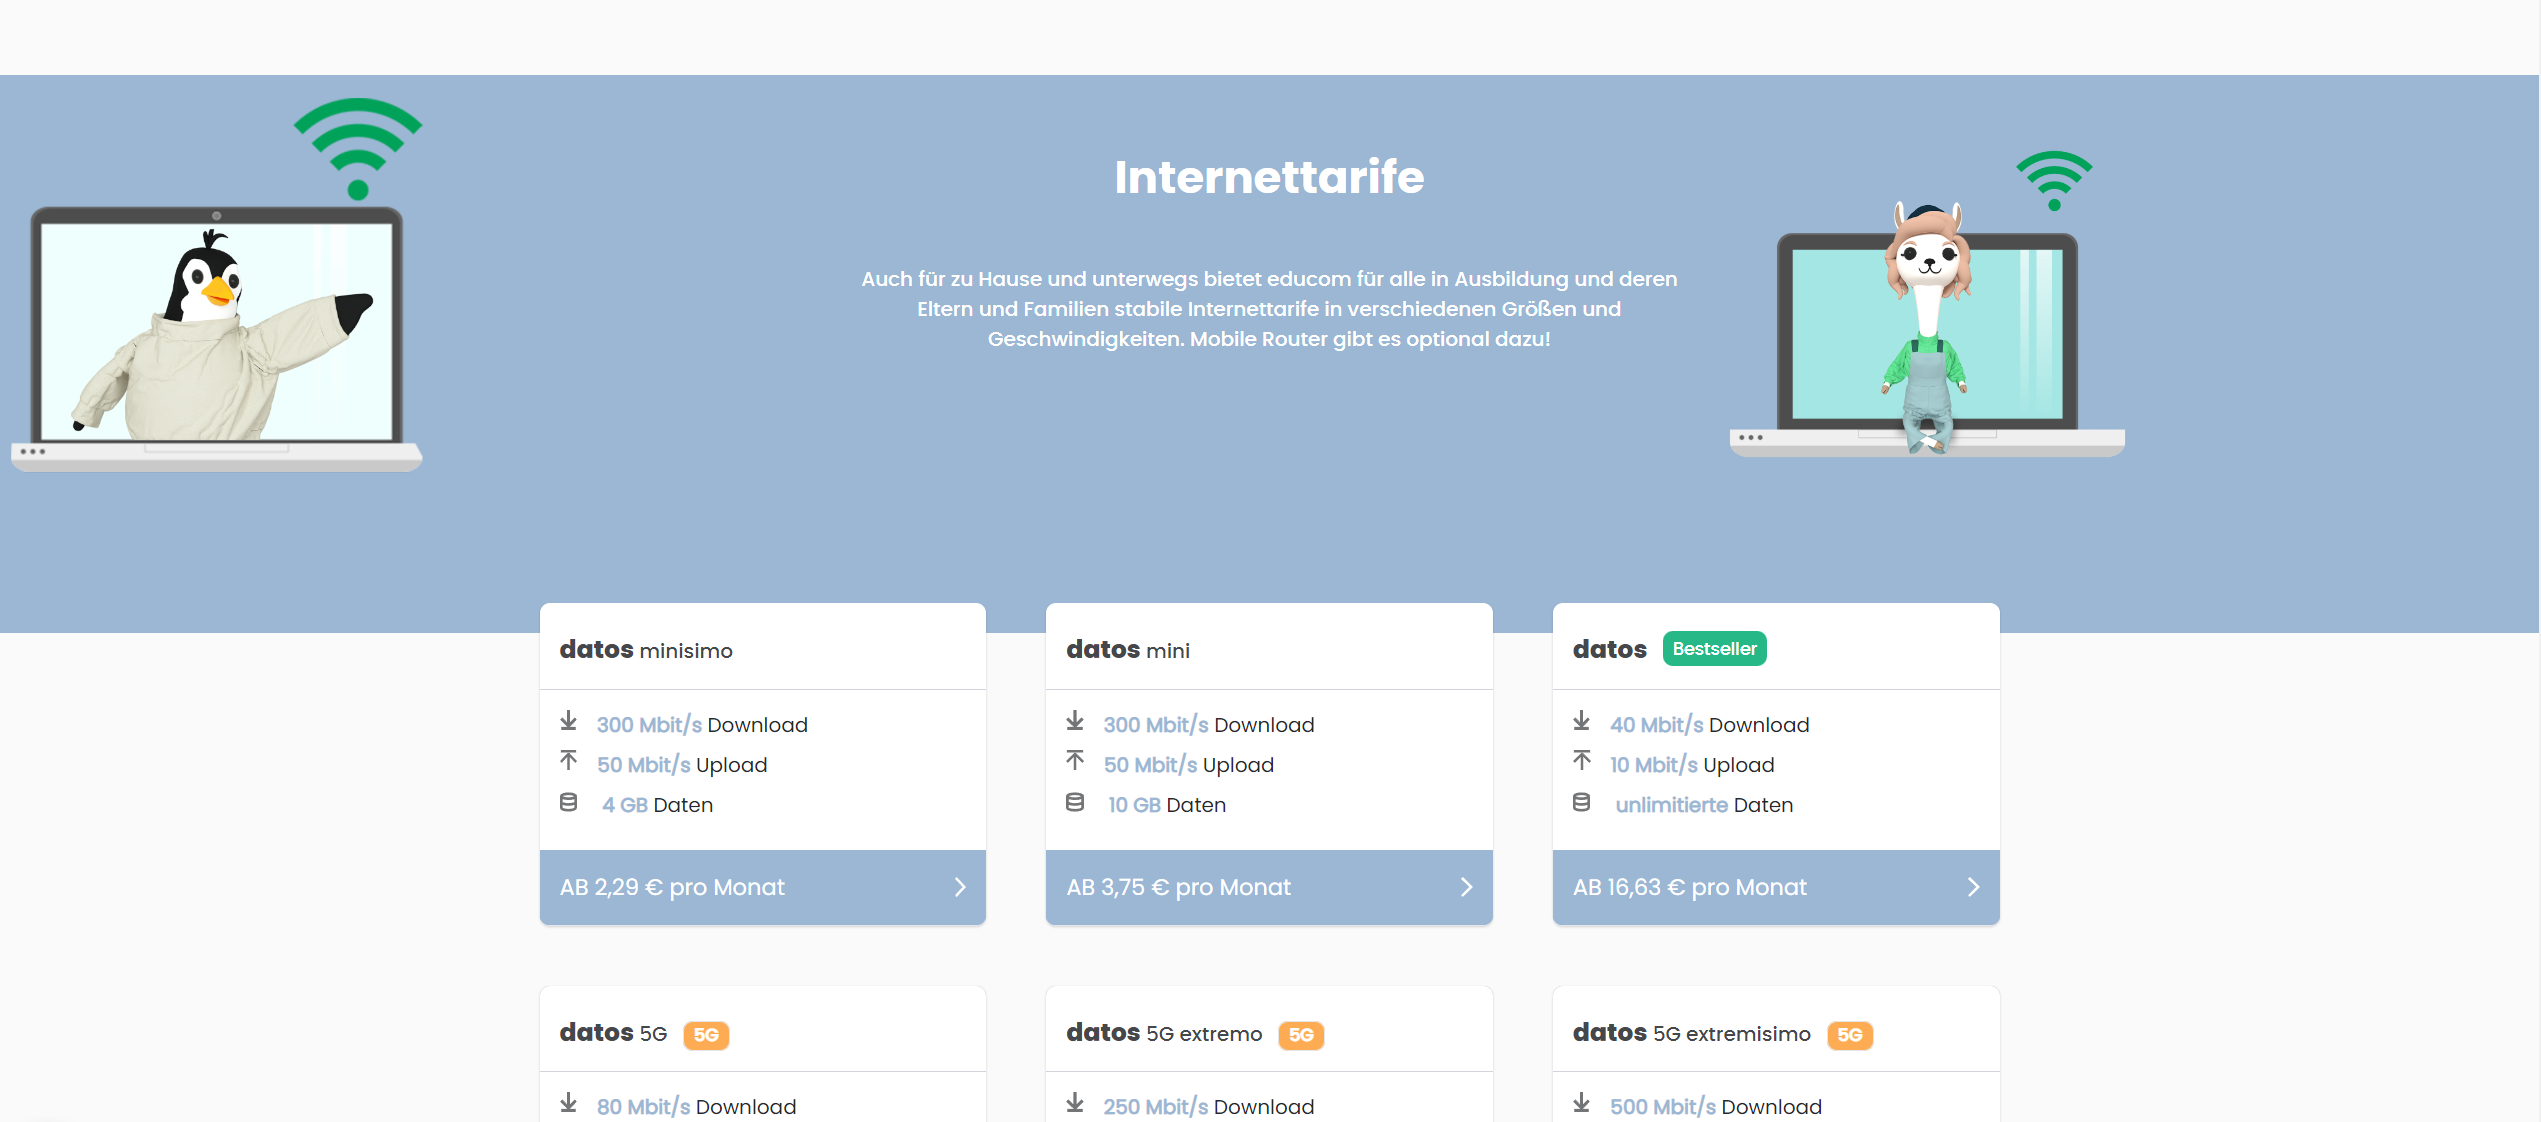 Internettarife
Auch für zu Hause und unterwegs bietet educom für alle in Ausbildung und deren
Eltern und Familien stabile Internettarife in verschiedenen Größen und
Geschwindigkeiten. Mobile Router gibt es optional dazu!
datos minisimo
300 Mbit/s Download
50 Mbit/s Upload
4 GB Daten
AB 2,29 € pro Monat
datos mini
300 Mbit/s Download
50 Mbit/s Upload
10 GB Daten
AB 3,75 € pro Monat
datos Bestseller
40 Mbit/s Download
10 Mbit/s Upload
unlimitierte Daten
AB 16,63 € pro Monat
datos 5G 5G
80 Mbit/s Download
datos 5G extremo 5G
250 Mbit/s Download
datos 5G extremisimo 5G
500 Mbit/s Download